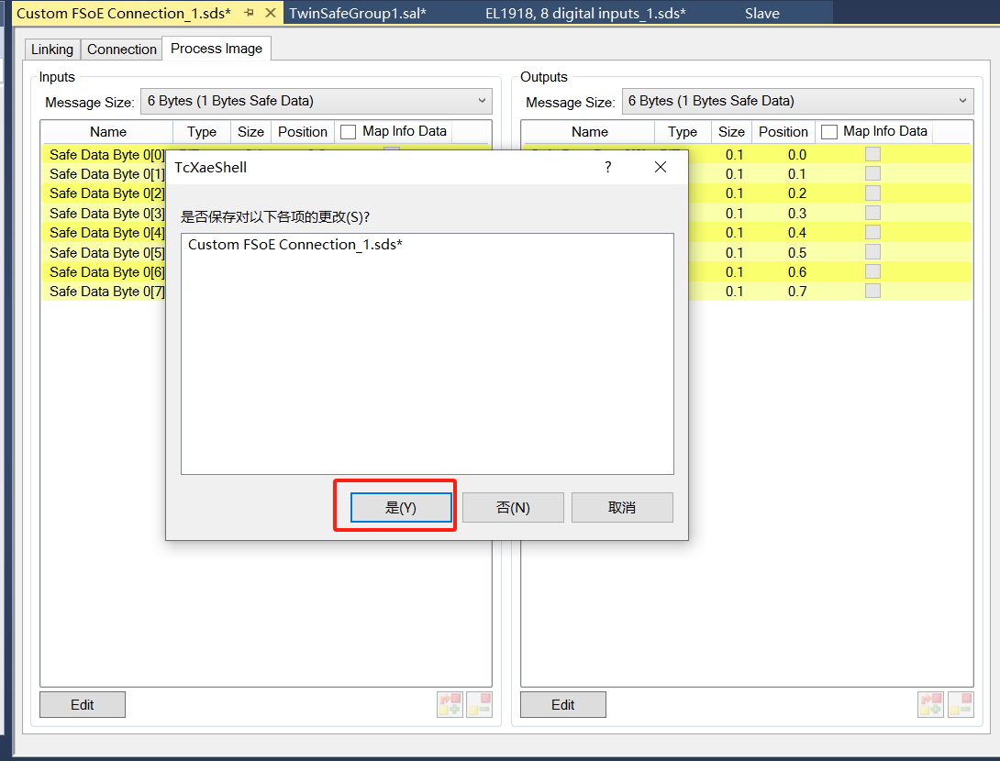 Custom FSoE Connection_1.sds* TwinSafeGroup1.sal* EL1918, 8 digital inputs_1.sds* Slave
Linking Connection Process Image
Inputs
Message Size: 6 Bytes (1 Bytes Safe Data)
Name Type Size Position Map Info Data
Safe Data Byte 0[0]
Safe Data Byte 0[1]
Safe Data Byte 0[2]
Safe Data Byte 0[3]
Safe Data Byte 0[4]
Safe Data Byte 0[5]
Safe Data Byte 0[6]
Safe Data Byte 0[7]
Edit
Outputs
Message Size: 6 Bytes (1 Bytes Safe Data)
Name Type Size Position Map Info Data
0.1 0.0
0.1 0.1
0.1 0.2
0.1 0.3
0.1 0.4
0.1 0.5
0.1 0.6
0.1 0.7
Edit
TcXaeShell ?
是否保存对以下各项的更改(S)?
Custom FSoE Connection_1.sds*
是(Y) 否(N) 取消